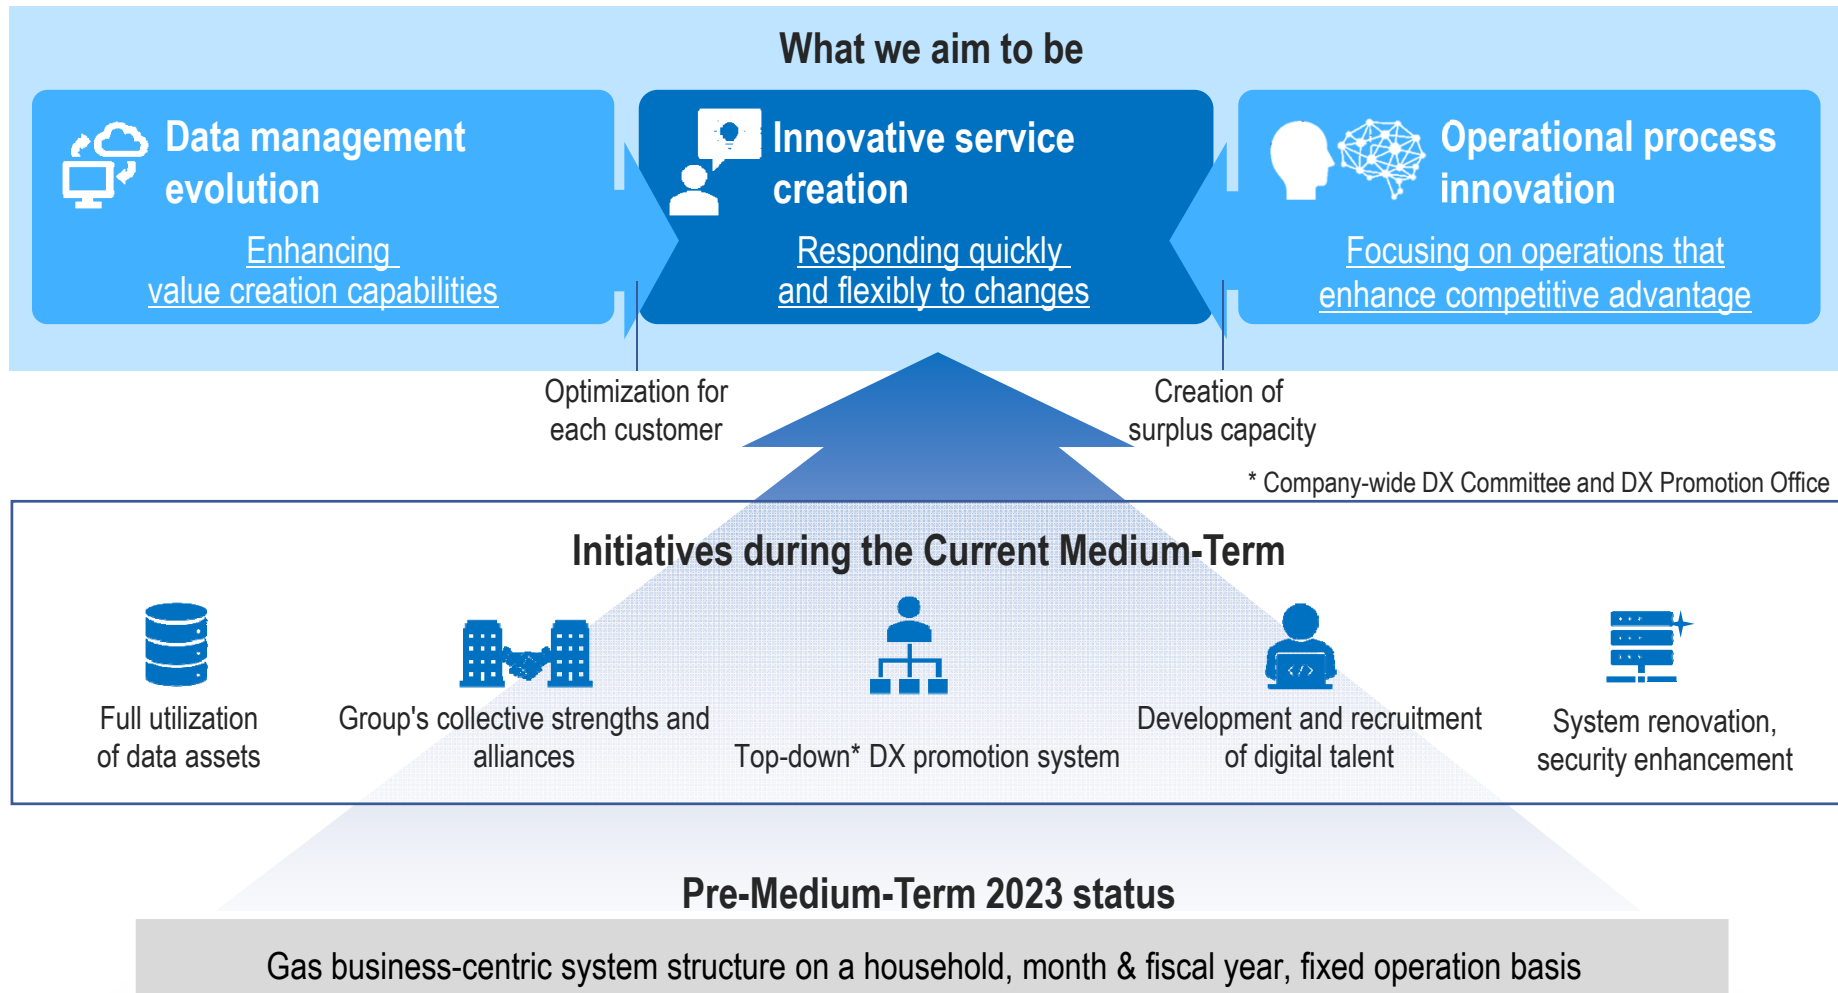 What we aim to be
Data management
evolution
Enhancing
value creation capabilities
Innovative service
creation
Responding quickly
and flexibly to changes
Operational process
innovation
Focusing on operations that
enhance competitive advantage
Optimization for
each customer
Creation of
surplus capacity
* Company-wide DX Committee and DX Promotion Office
Initiatives during the Current Medium-Term
Full utilization
of data assets
Group's collective strengths and
alliances
Top-down* DX promotion system
Development and recruitment
of digital talent
System renovation,
security enhancement
Pre-Medium-Term 2023 status
Gas business-centric system structure on a household, month & fiscal year, fixed operation basis